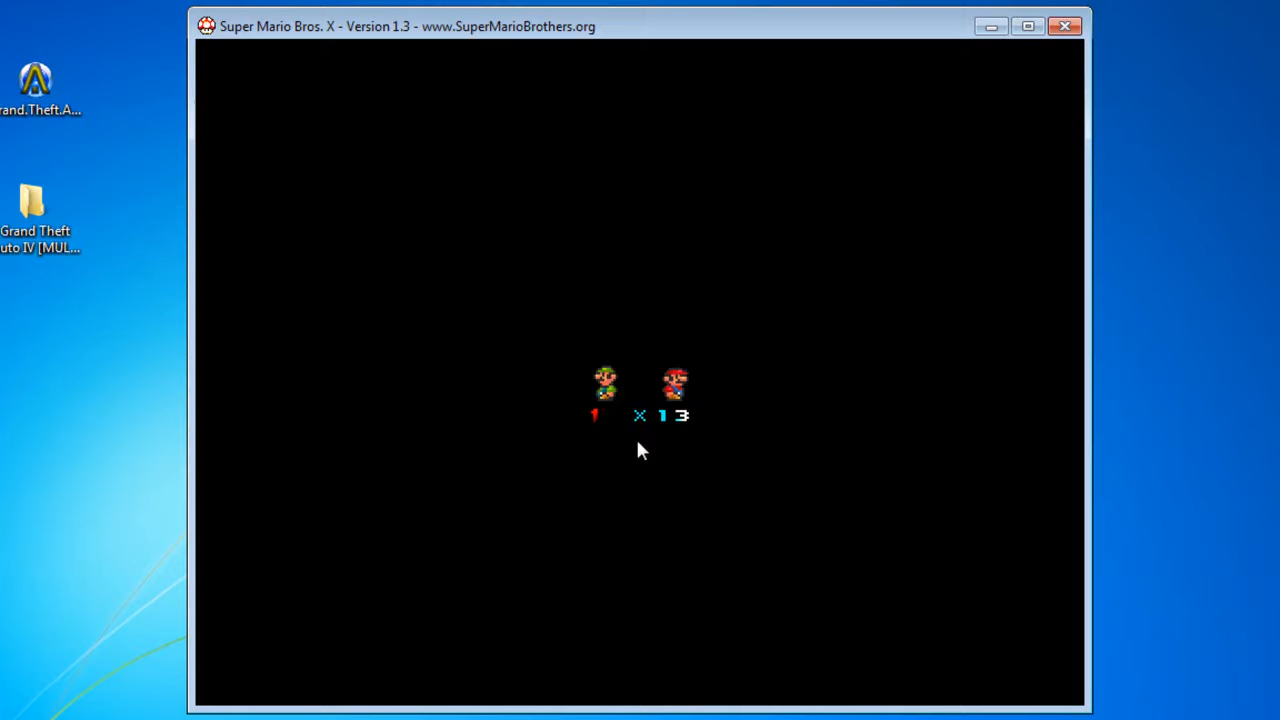 Super Mario Bros. X - Version 1.3 - www.SuperMarioBrothers.org
rand.Theft.A...
Grand Theft
uto IV [MUL...
1 x 13